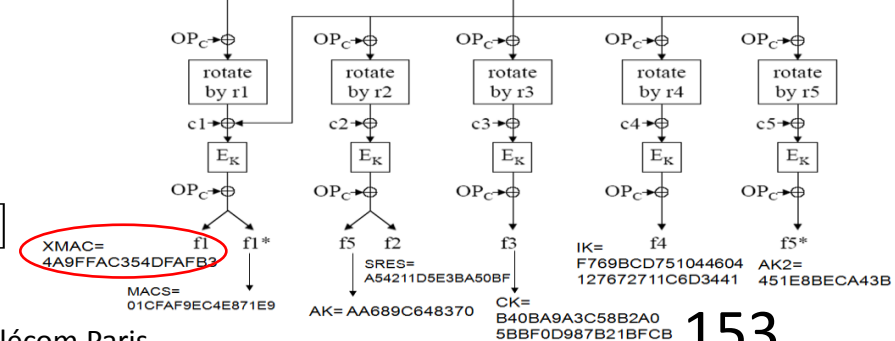 OPC OPC OPC OPC OPC
rotate by r1
rotate by r2
rotate by r3
rotate by r4
rotate by r5
c1 c2 c3 c4 c5
EK EK EK EK EK
OPC OPC OPC OPC OPC
f1 f1* f5 f2 f3 f4 f5*
XMAC=
4A9FFAC354DFAFB3
MACS=
01CFAF9EC4E871E9
SRES=
A54211D5E3BA50BF
AK= AA689C648370
CK=
B40BA9A3C58B2A0
5BBF0D987B21BFCB
IK=
F769BCD751044604
127672711C6D3441
AK2=
451E8BECA43B
lécom Paris
153